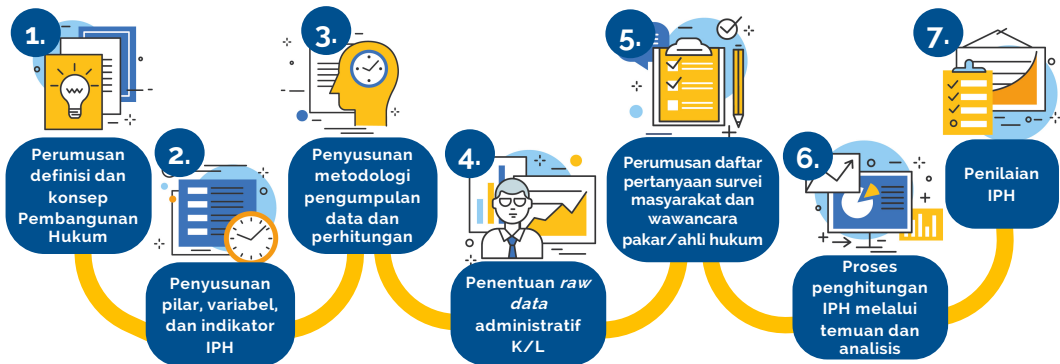 1.
Perumusan
definisi dan
konsep
Pembangunan
Hukum
2.
Penyusunan
pilar, variabel,
dan indikator
IPH
3.
Penyusunan
metodologi
pengumpulan
data dan
perhitungan
4.
Penentuan raw
data
administratif
K/L
5.
Perumusan daftar
pertanyaan survei
masyarakat dan
wawancara
pakar/ahli hukum
6.
Proses
penghitungan
IPH melalui
temuan dan
analisis
7.
Penilaian
IPH